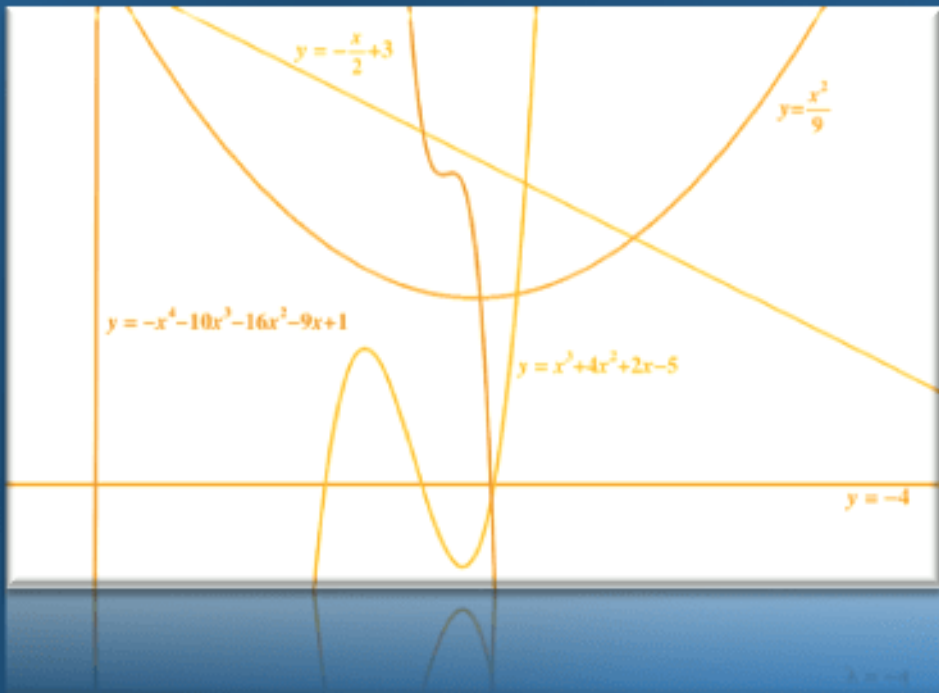 y = -x/2+3
y=x²/9
y = -x⁴-10x³-16x²-9x+1
y = x³+4x²+2x-5
y = -4